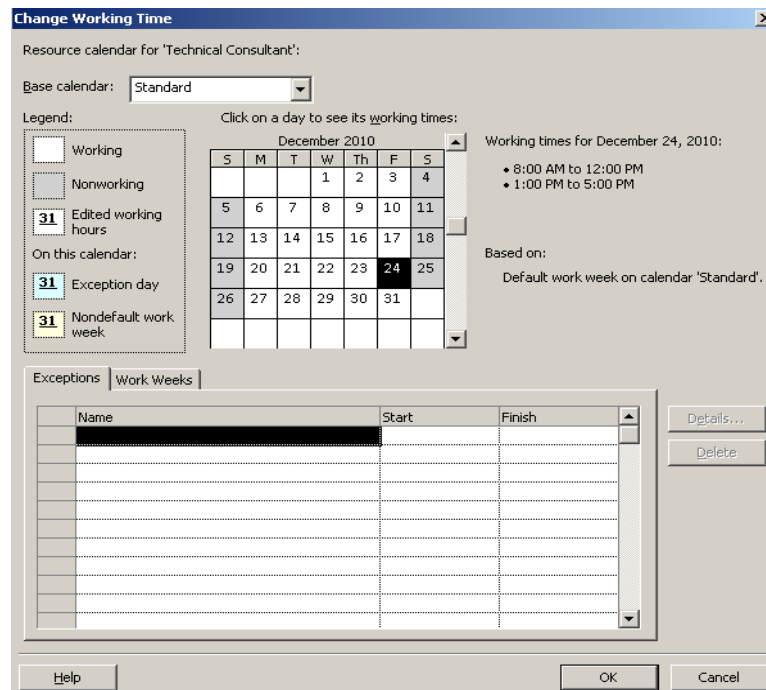 Change Working Time
Resource calendar for 'Technical Consultant':
Base calendar: Standard
Legend:
Working
Nonworking
31 Edited working
hours
On this calendar:
31 Exception day
31 Nondefault work
week
Click on a day to see its working times:
December 2010
S M T W Th F S
1 2 3 4
5 6 7 8 9 10 11
12 13 14 15 16 17 18
19 20 21 22 23 24 25
26 27 28 29 30 31
Working times for December 24, 2010:
• 8:00 AM to 12:00 PM
• 1:00 PM to 5:00 PM
Based on:
Default work week on calendar 'Standard'.
Exceptions Work Weeks
Name Start Finish
Details...
Delete
Help OK Cancel